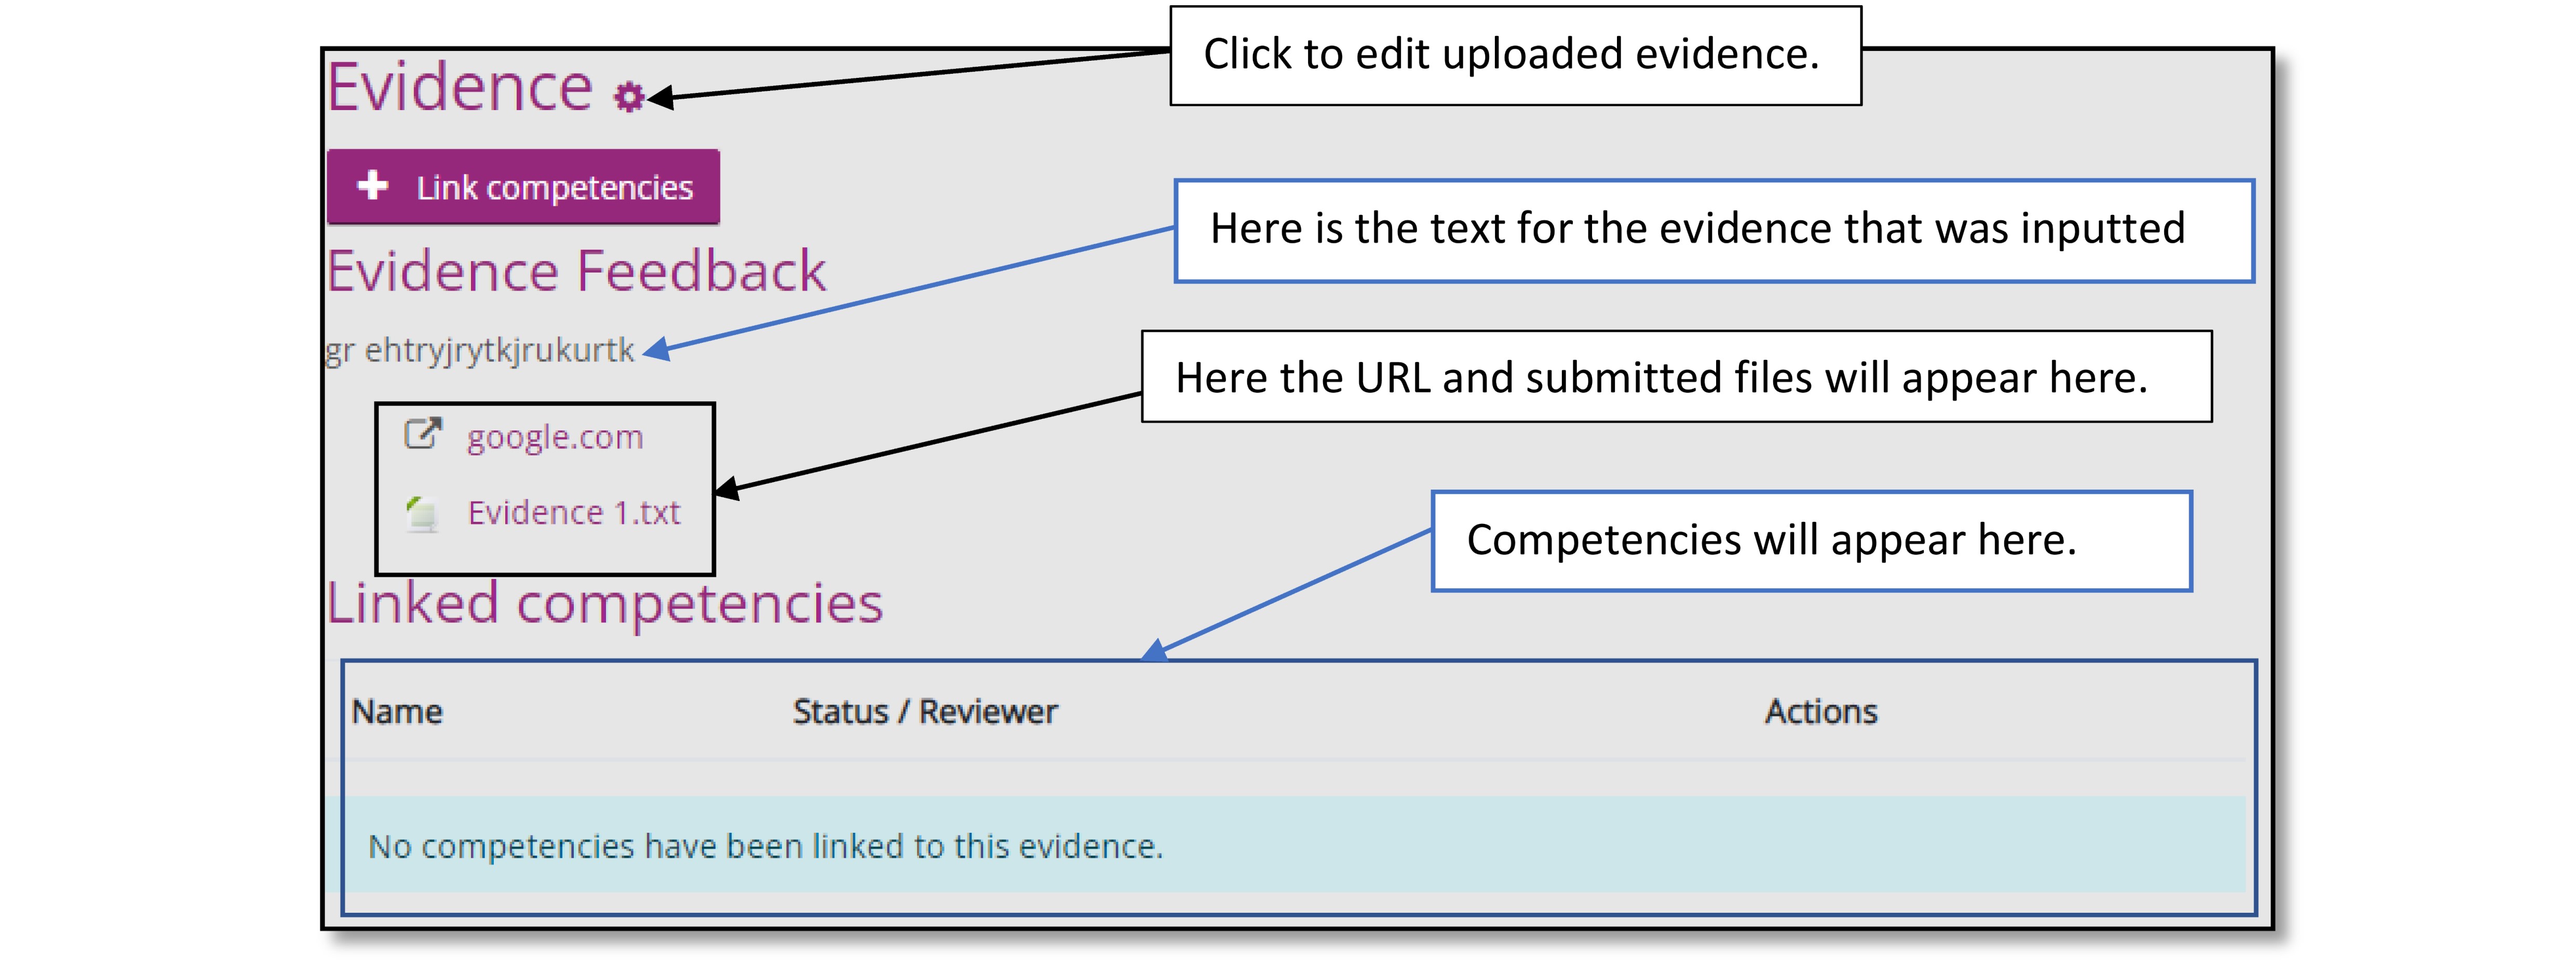 Click to edit uploaded evidence.
Evidence
Link competencies
Here is the text for the evidence that was inputted
Evidence Feedback
gr ehtryjrytkjrukurtk
Here the URL and submitted files will appear here.
google.com
Evidence 1.txt
Competencies will appear here.
Linked competencies
Name Status / Reviewer Actions
No competencies have been linked to this evidence.